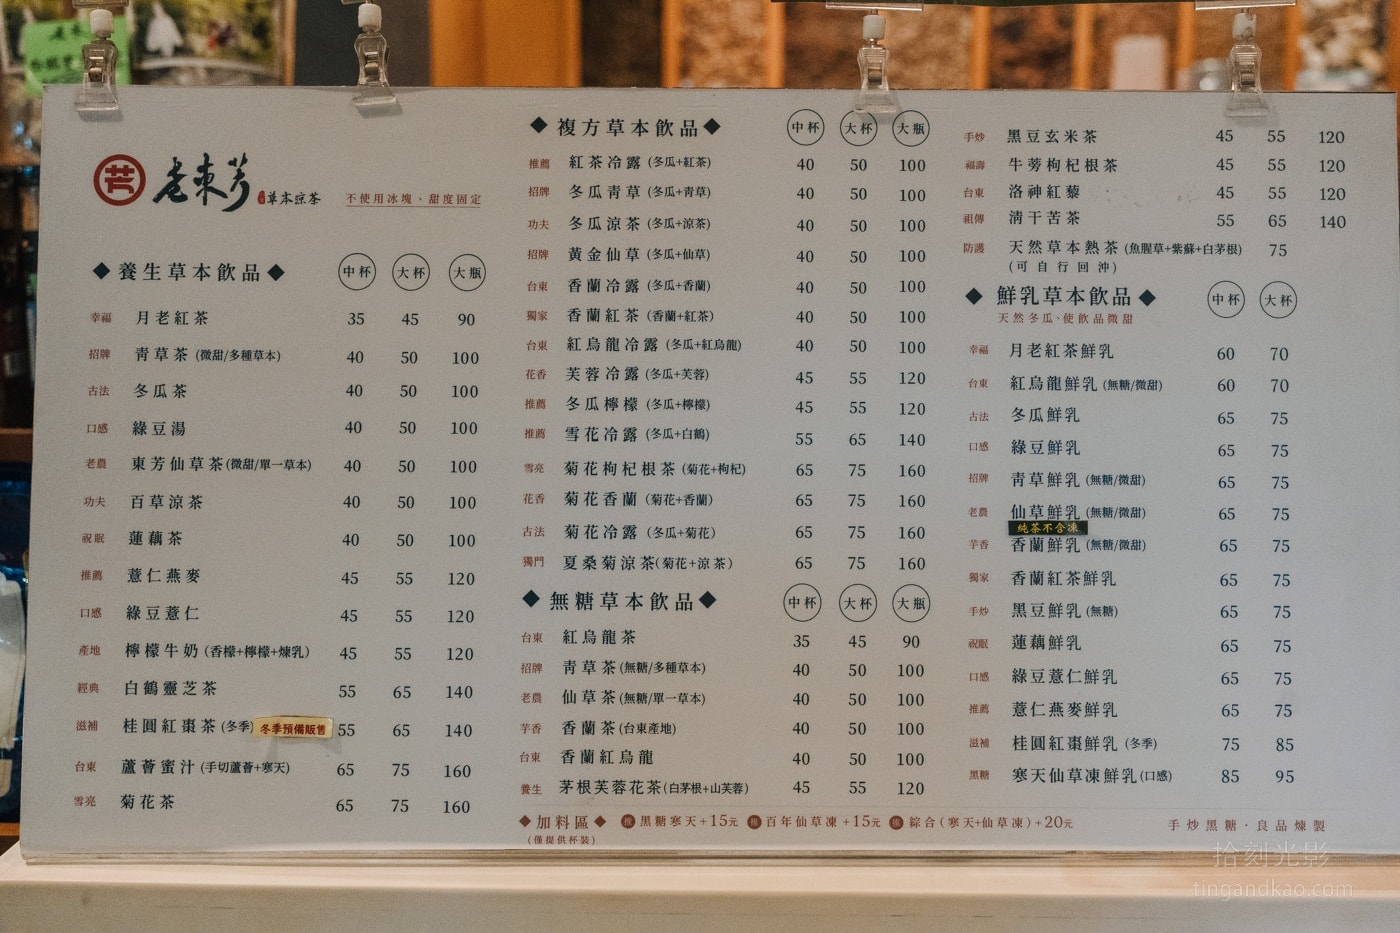 芳 老東芳 草本涼茶 不使用冰塊、甜度固定
◆養生草本飲品◆ 中杯 大杯 大瓶
幸福 月老紅茶 35 45 90
招牌 青草茶(微甜/多種草本) 40 50 100
古法 冬瓜茶 40 50 100
口感 綠豆湯 40 50 100
老農 東芳仙草茶(微甜/單一草本) 40 50 100
功夫 百草涼茶 40 50 100
祝眠 蓮藕茶 40 50 100
推薦 薏仁燕麥 45 55 120
口感 綠豆薏仁 45 55 120
產地 檸檬牛奶(香檬+檸檬+煉乳) 45 55 120
經典 白鶴靈芝茶 55 65 140
滋補 桂圓紅棗茶(冬季) 冬季預備販售 55 65 140
台東 蘆薈蜜汁(手切蘆薈+寒天) 65 75 160
雪亮 菊花茶 65 75 160
◆複方草本飲品◆ 中杯 大杯 大瓶
推薦 紅茶冷露(冬瓜+紅茶) 40 50 100
招牌 冬瓜青草(冬瓜+青草) 40 50 100
功夫 冬瓜涼茶(冬瓜+涼茶) 40 50 100
招牌 黃金仙草(冬瓜+仙草) 40 50 100
台東 香蘭冷露(冬瓜+香蘭) 40 50 100
獨家 香蘭紅茶(香蘭+紅茶) 40 50 100
台東 紅烏龍冷露(冬瓜+紅烏龍) 40 50 100
花香 芙蓉冷露(冬瓜+芙蓉) 45 55 120
推薦 冬瓜檸檬(冬瓜+檸檬) 45 55 120
推薦 雪花冷露(冬瓜+白鶴) 55 65 140
雪亮 菊花枸杞根茶(菊花+枸杞) 65 75 160
花香 菊花香蘭(菊花+香蘭) 65 75 160
古法 菊花冷露(冬瓜+菊花) 65 75 160
獨門 夏桑菊涼茶(菊花+涼茶) 65 75 160
◆無糖草本飲品◆ 中杯 大杯 大瓶
台東 紅烏龍茶 35 45 90
招牌 青草茶(無糖/多種草本) 40 50 100
老農 仙草茶(無糖/單一草本) 40 50 100
芋香 香蘭茶(台東產地) 40 50 100
台東 香蘭紅烏龍 40 50 100
養生 茅根芙蓉花茶(白茅根+山芙蓉) 45 55 120
手炒 黑豆玄米茶 45 55 120
福壽 牛蒡枸杞根茶 45 55 120
台東 洛神紅藜 45 55 120
祖傳 清干苦茶 55 65 140
防護 天然草本熱茶(魚腥草+紫蘇+白茅根) 75
(可自行回沖)
◆鮮乳草本飲品◆ 中杯 大杯
天然冬瓜、使飲品微甜
幸福 月老紅茶鮮乳 60 70
台東 紅烏龍鮮乳(無糖/微甜) 60 70
古法 冬瓜鮮乳 65 75
口感 綠豆鮮乳 65 75
招牌 青草鮮乳(無糖/微甜) 65 75
老農 仙草鮮乳(無糖/微甜) 65 75
純茶不含凍
芋香 香蘭鮮乳(無糖/微甜) 65 75
獨家 香蘭紅茶鮮乳 65 75
手炒 黑豆鮮乳(無糖) 65 75
祝眠 蓮藕鮮乳 65 75
口感 綠豆薏仁鮮乳 65 75
推薦 薏仁燕麥鮮乳 65 75
滋補 桂圓紅棗鮮乳(冬季) 75 85
黑糖 寒天仙草凍鮮乳(口感) 85 95
◆加料區◆ 黑糖寒天+15元 百年仙草凍+15元 綜合(寒天+仙草凍)+20元
(僅提供杯裝)
手炒黑糖·良品煉製
拾刻光影
tingandkao.com